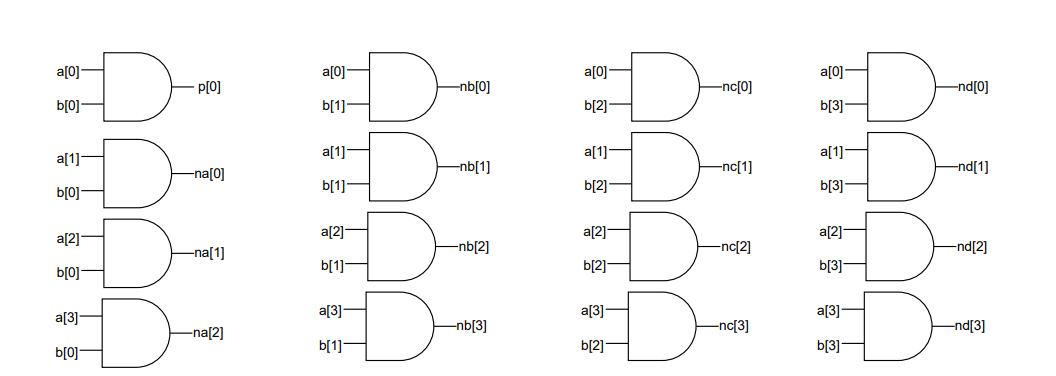 a[0]
b[0]
p[0]
a[1]
b[0]
na[0]
a[2]
b[0]
na[1]
a[3]
b[0]
na[2]
a[0]
b[1]
nb[0]
a[1]
b[1]
nb[1]
a[2]
b[1]
nb[2]
a[3]
b[1]
nb[3]
a[0]
b[2]
nc[0]
a[1]
b[2]
nc[1]
a[2]
b[2]
nc[2]
a[3]
b[2]
nc[3]
a[0]
b[3]
nd[0]
a[1]
b[3]
nd[1]
a[2]
b[3]
nd[2]
a[3]
b[3]
nd[3]